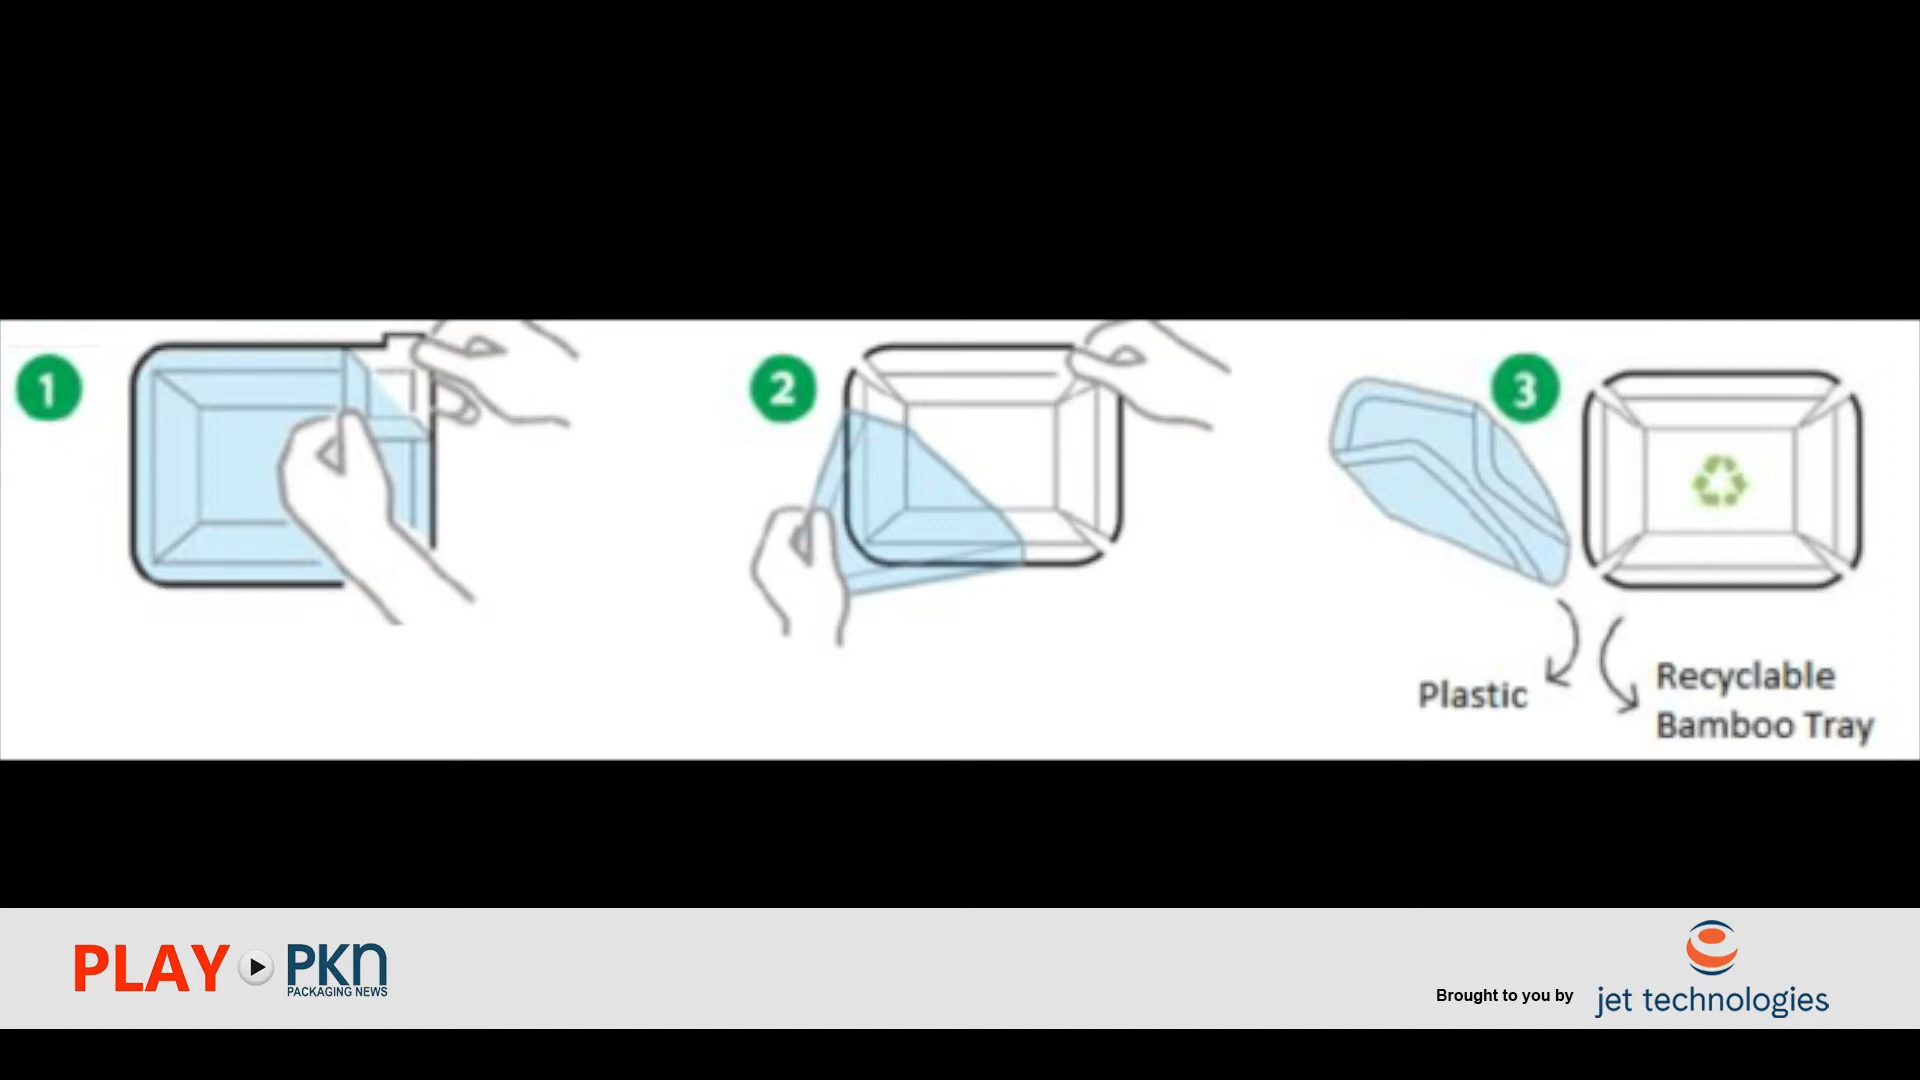 1
2
3
Plastic
Recyclable
Bamboo Tray
PLAY PKN
PACKAGING NEWS
Brought to you by
jet technologies